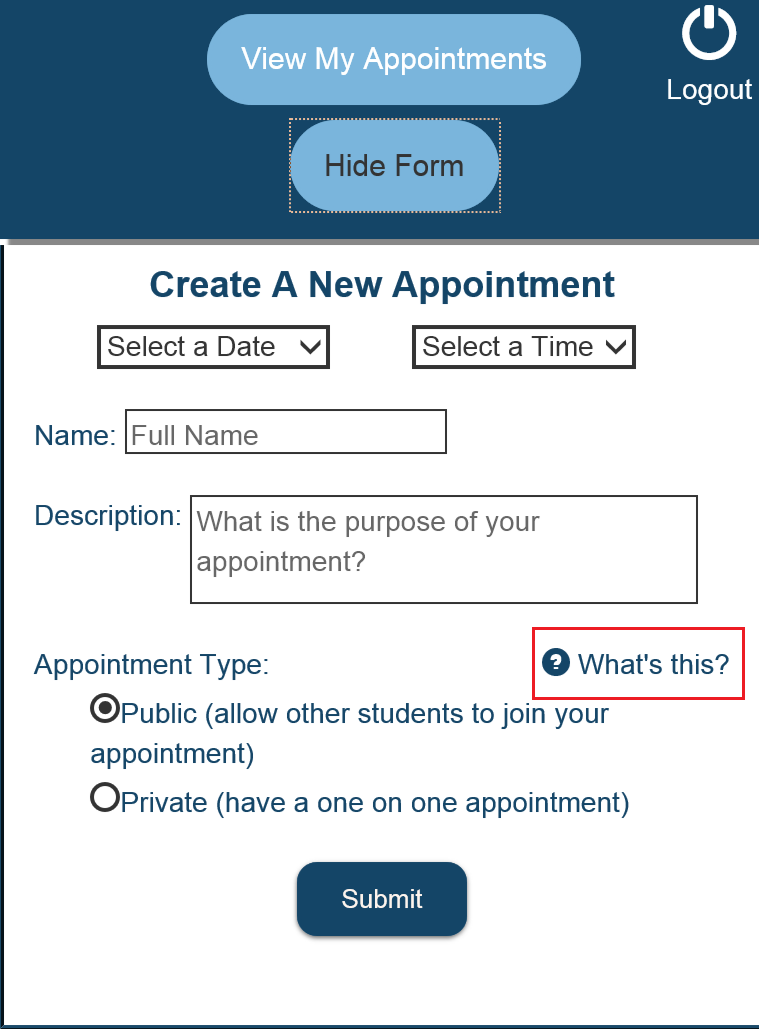 View My Appointments
Logout
Hide Form
Create A New Appointment
Select a Date
Select a Time
Name: Full Name
Description: What is the purpose of your
appointment?
Appointment Type:
? What's this?
Public (allow other students to join your
appointment)
Private (have a one on one appointment)
Submit